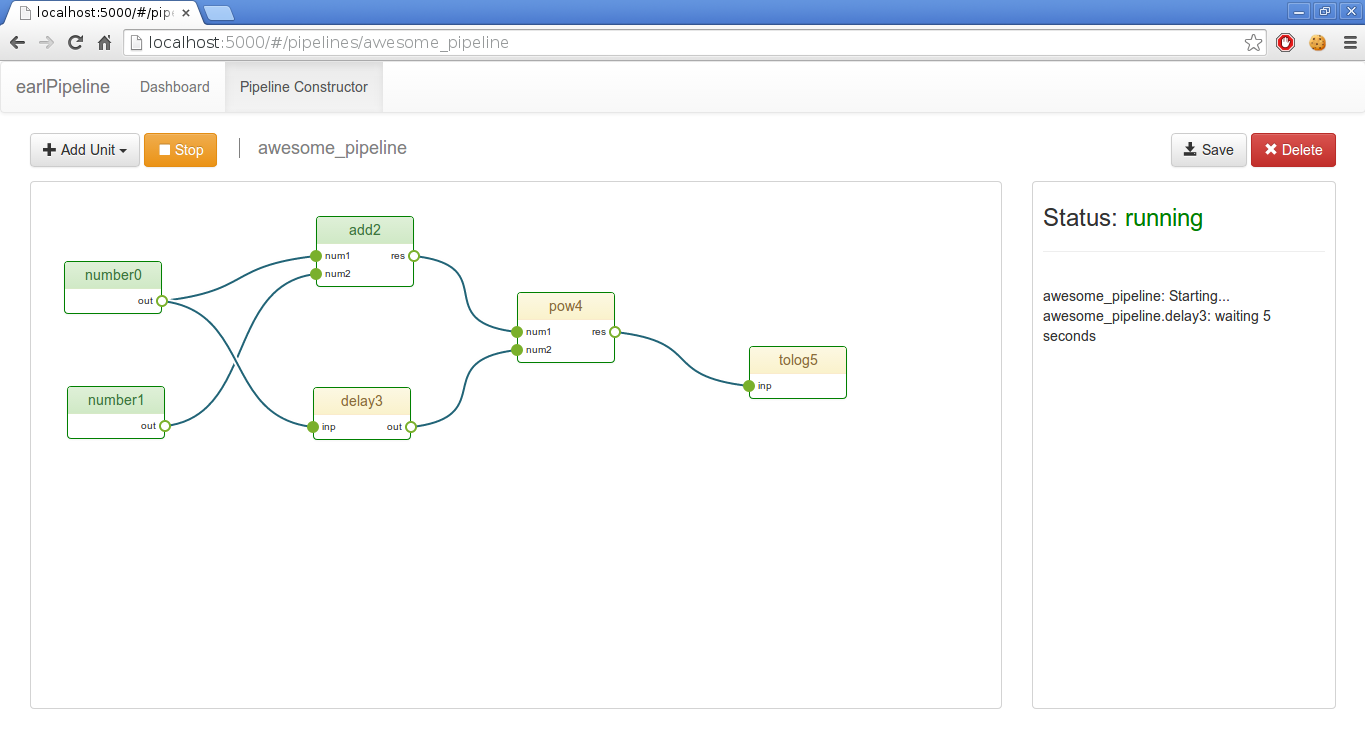 localhost:5000/#/pip
localhost:5000/#/pipelines/awesome_pipeline
earlPipeline Dashboard Pipeline Constructor
Add Unit Stop | awesome_pipeline Save Delete
number0
out
number1
out
add2
num1 res
num2
delay3
inp out
pow4
num1 res
num2
tolog5
inp
Status: running
awesome_pipeline: Starting...
awesome_pipeline.delay3: waiting 5
seconds